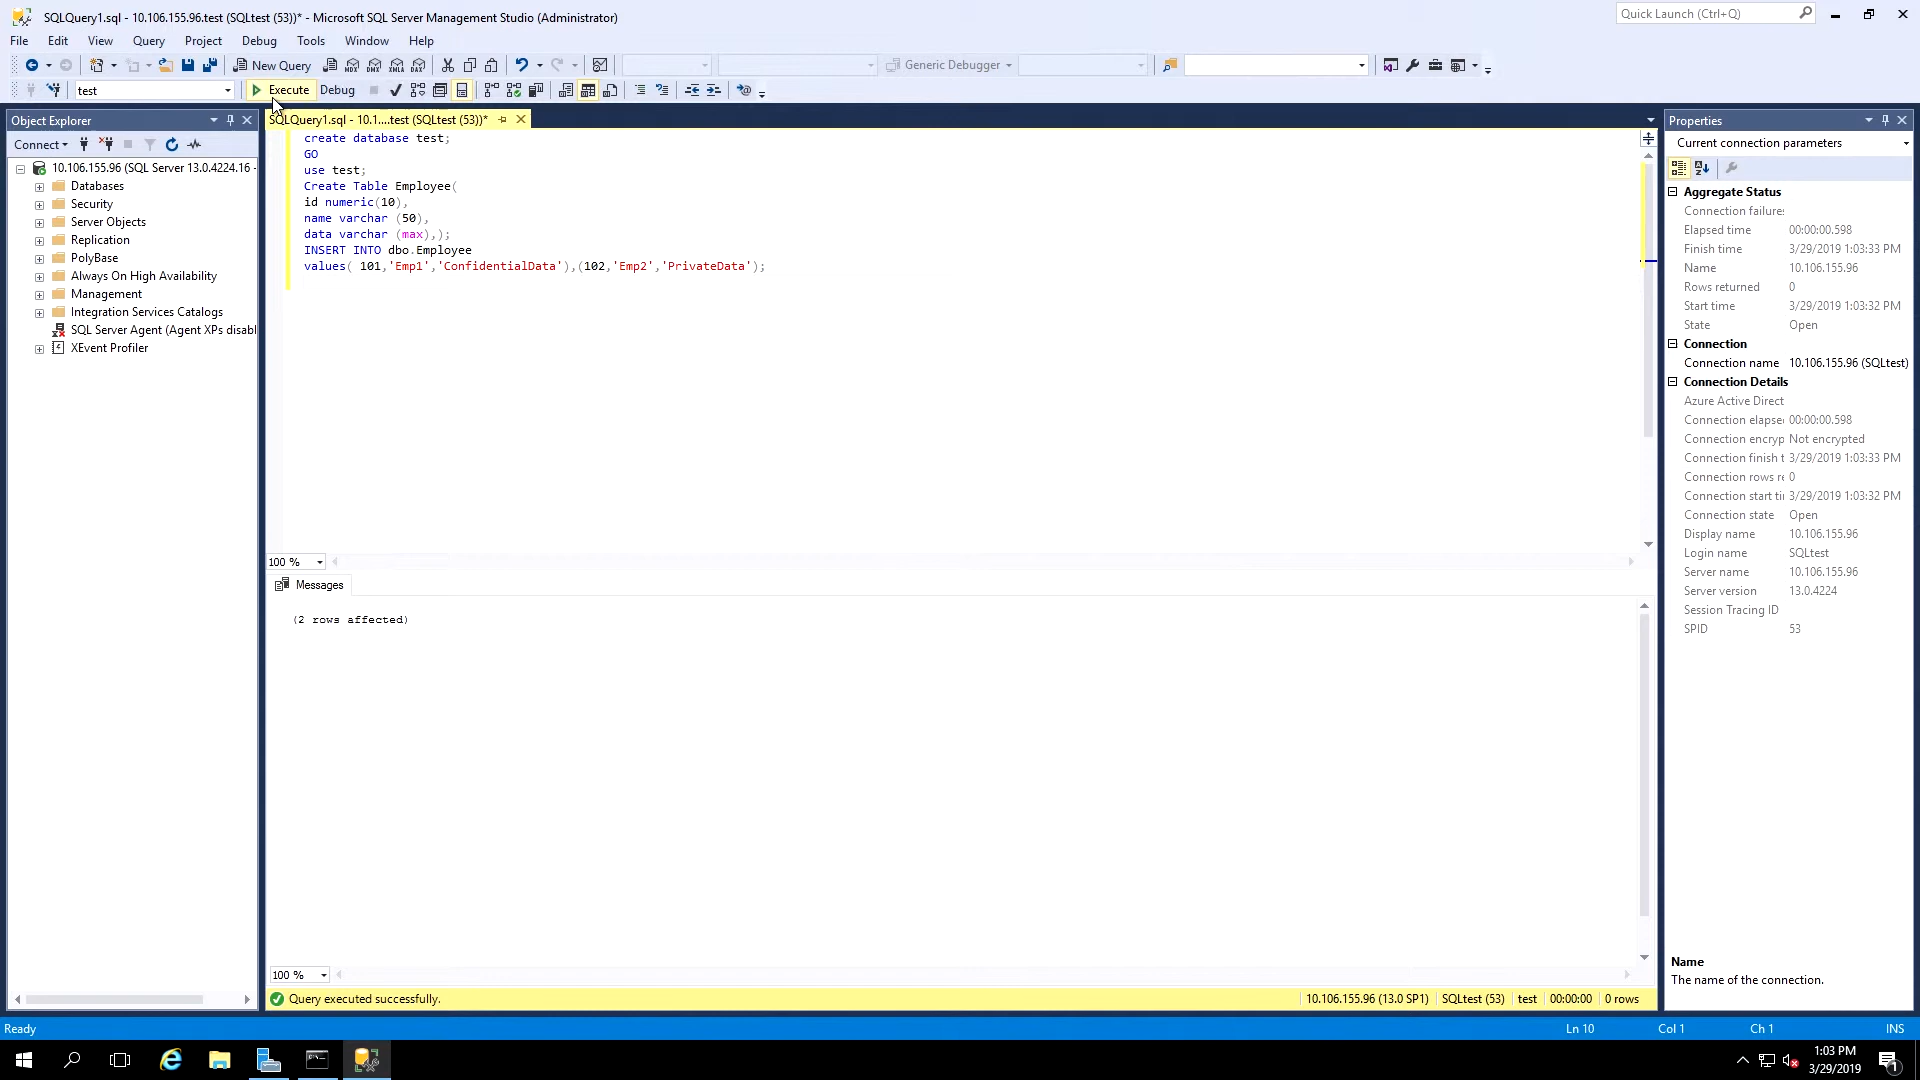 SQLQuery1.sql - 10.106.155.96.test (SQLtest (53))* - Microsoft SQL Server Management Studio (Administrator)
Quick Launch (Ctrl+Q)
File Edit View Query Project Debug Tools Window Help
New Query
MDX DMX XMLA DAX
Generic Debugger
test
Execute Debug
Object Explorer
SQLQuery1.sql - 10.1....test (SQLtest (53))*
Properties
Connect
Current connection parameters
10.106.155.96 (SQL Server 13.0.4224.16 -
Databases
Security
Server Objects
Replication
PolyBase
Always On High Availability
Management
Integration Services Catalogs
SQL Server Agent (Agent XPs disabl
XEvent Profiler
create database test;
GO
use test;
Create Table Employee(
id numeric(10),
name varchar (50),
data varchar (max),);
INSERT INTO dbo.Employee
values( 101,'Emp1','ConfidentialData'),(102,'Emp2','PrivateData');
100 %
Messages
(2 rows affected)
100 %
Query executed successfully.
10.106.155.96 (13.0 SP1) SQLtest (53) test 00:00:00 0 rows
Aggregate Status
Connection failures
Elapsed time 00:00:00.598
Finish time 3/29/2019 1:03:33 PM
Name 10.106.155.96
Rows returned 0
Start time 3/29/2019 1:03:32 PM
State Open
Connection
Connection name 10.106.155.96 (SQLtest)
Connection Details
Azure Active Direct
Connection elapse 00:00:00.598
Connection encryp Not encrypted
Connection finish t 3/29/2019 1:03:33 PM
Connection rows re 0
Connection start ti 3/29/2019 1:03:32 PM
Connection state Open
Display name 10.106.155.96
Login name SQLtest
Server name 10.106.155.96
Server version 13.0.4224
Session Tracing ID
SPID 53
Name
The name of the connection.
Ready
Ln 10 Col 1 Ch 1 INS
1:03 PM
3/29/2019
1